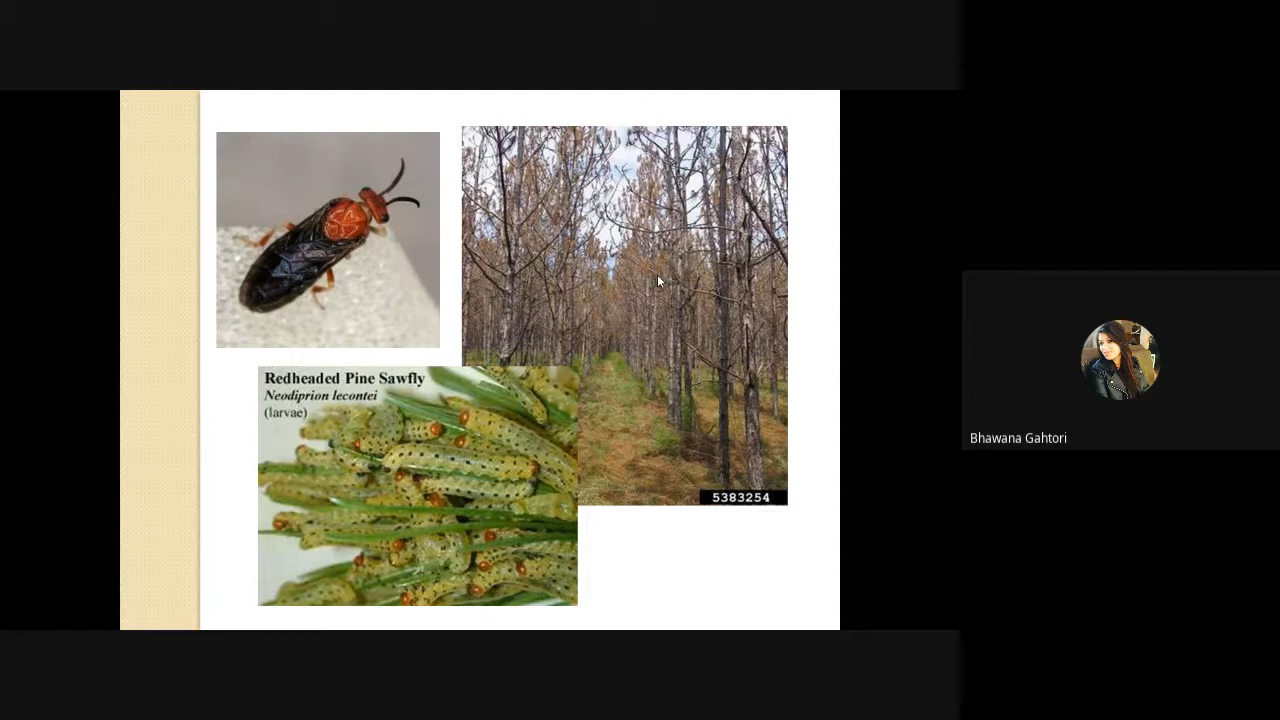 Redheaded Pine Sawfly
Neodiprion lecontei
(larvae)
5383254
Bhawana Gahtori